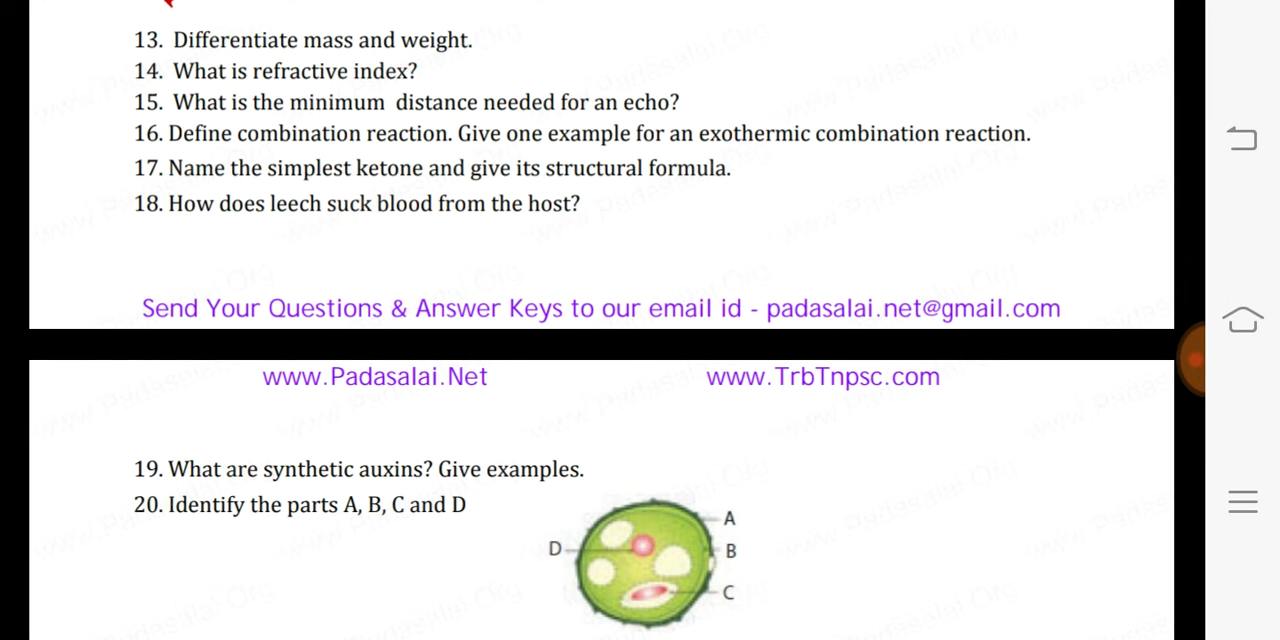 13. Differentiate mass and weight.
14. What is refractive index?
15. What is the minimum distance needed for an echo?
16. Define combination reaction. Give one example for an exothermic combination reaction.
17. Name the simplest ketone and give its structural formula.
18. How does leech suck blood from the host?
Send Your Questions & Answer Keys to our email id - padasalai.net@gmail.com
www.Padasalai.Net www.TrbTnpsc.com
19. What are synthetic auxins? Give examples.
20. Identify the parts A, B, C and D
A
D B
C